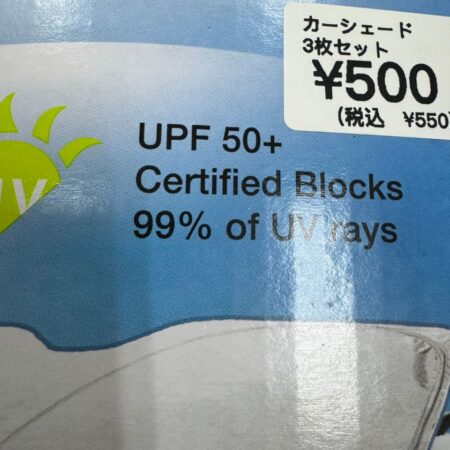 カーシェード
3枚セット
¥500
(税込 ¥550)
UPF 50+
Certified Blocks
99% of UV rays
UV